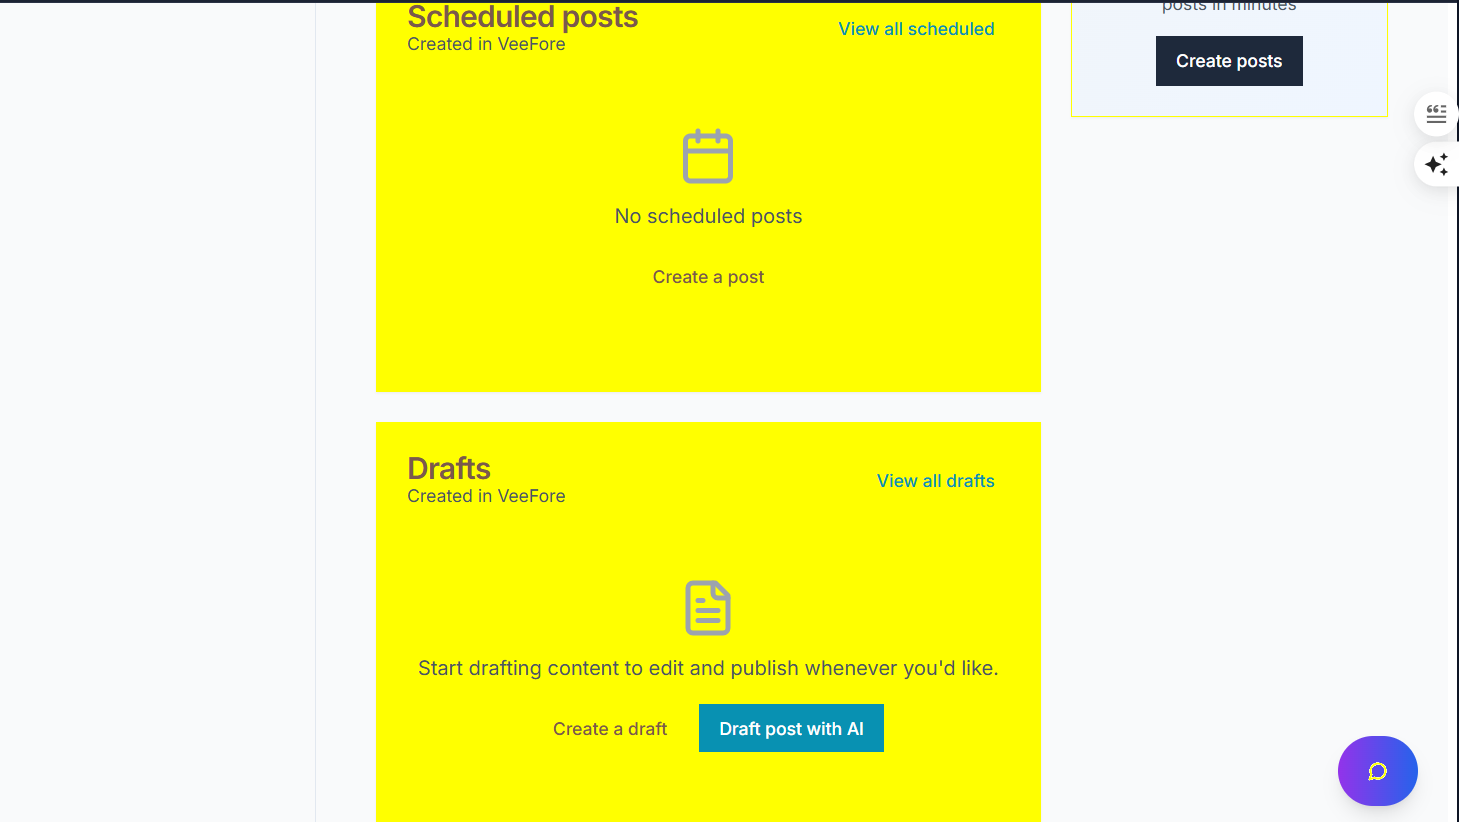 Scheduled posts
Created in VeeFore
View all scheduled
No scheduled posts
Create a post
Drafts
Created in VeeFore
View all drafts
Start drafting content to edit and publish whenever you'd like.
Create a draft
Draft post with AI
posts in minutes
Create posts